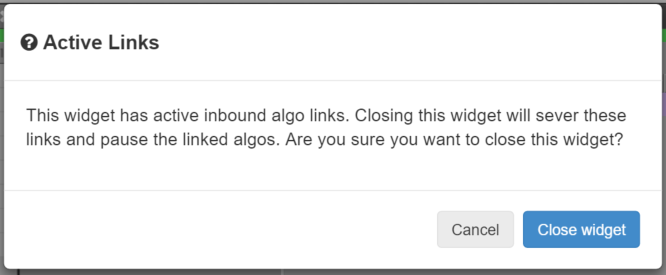 Active Links
This widget has active inbound algo links. Closing this widget will sever these
links and pause the linked algos. Are you sure you want to close this widget?
Cancel
Close widget